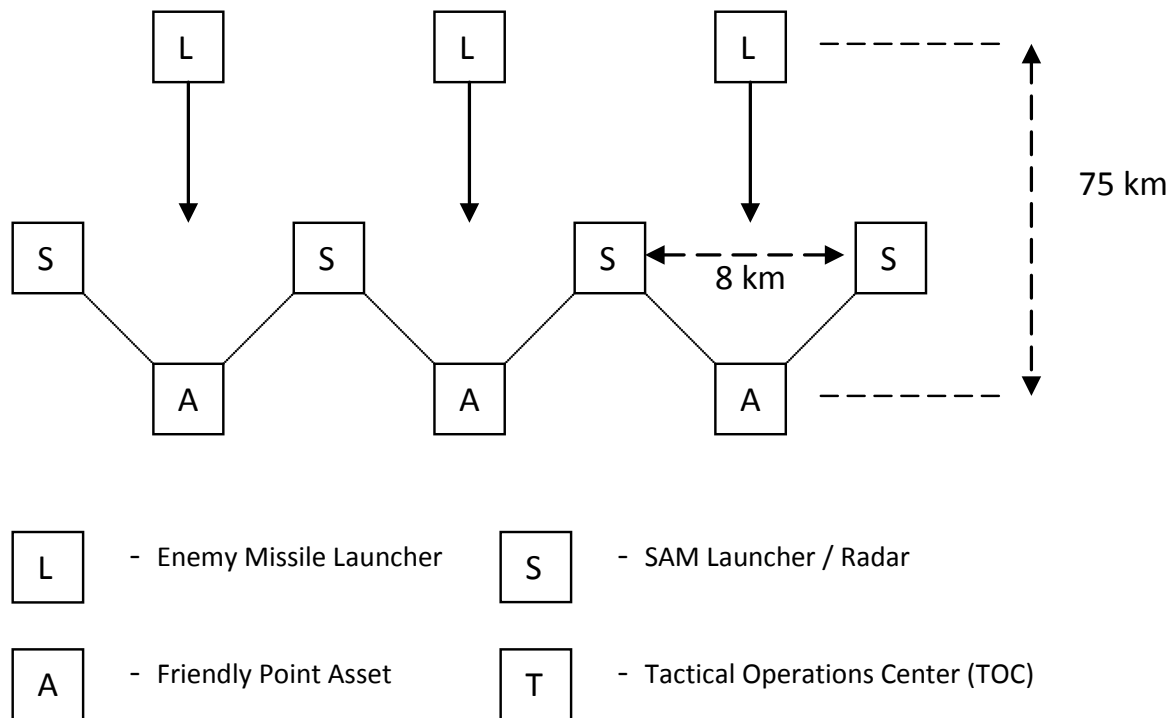 L L L
75 km
S S S S
8 km
A A A
L - Enemy Missile Launcher S - SAM Launcher / Radar
A - Friendly Point Asset T - Tactical Operations Center (TOC)